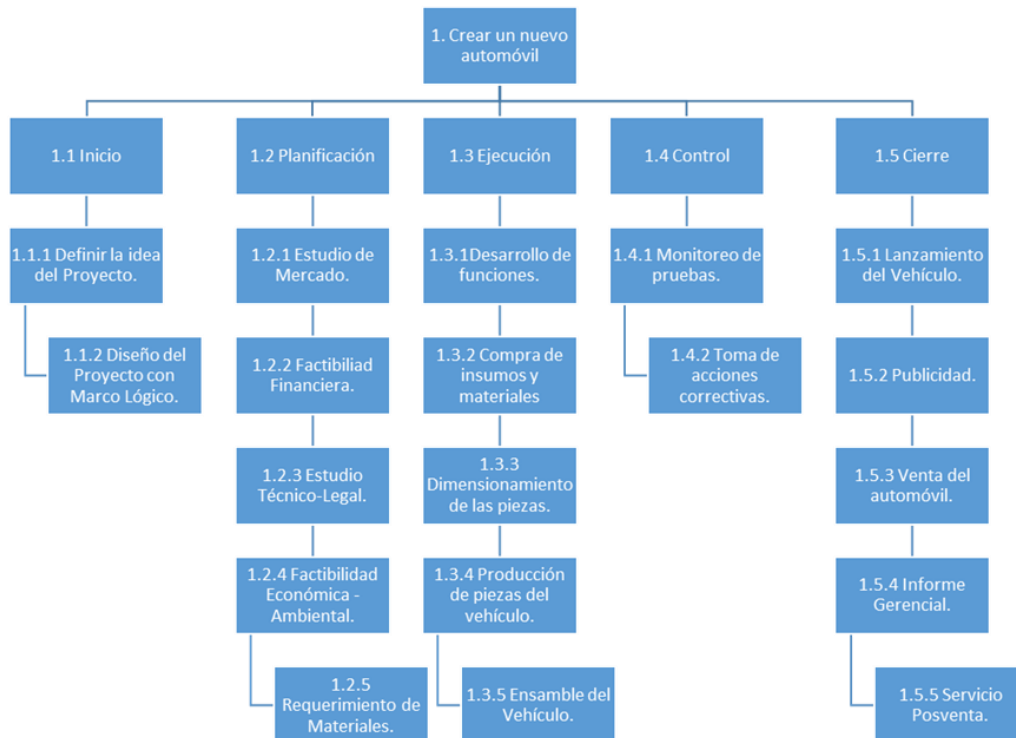 1. Crear un nuevo
automóvil
1.1 Inicio
1.2 Planificación
1.3 Ejecución
1.4 Control
1.5 Cierre
1.1.1 Definir la idea
del Proyecto.
1.2.1 Estudio de
Mercado.
1.3.1Desarrollo de
funciones.
1.4.1 Monitoreo de
pruebas.
1.5.1 Lanzamiento
del Vehículo.
1.1.2 Diseño del
Proyecto con
Marco Lógico.
1.2.2 Factibiliad
Financiera.
1.3.2 Compra de
insumos y
materiales
1.4.2 Toma de
acciones
correctivas.
1.5.2 Publicidad.
1.2.3 Estudio
Técnico-Legal.
1.3.3
Dimensionamiento
de las piezas.
1.5.3 Venta del
automóvil.
1.2.4 Factibilidad
Económica -
Ambiental.
1.3.4 Producción
de piezas del
vehículo.
1.5.4 Informe
Gerencial.
1.2.5
Requerimiento de
Materiales.
1.3.5 Ensamble del
Vehículo.
1.5.5 Servicio
Posventa.